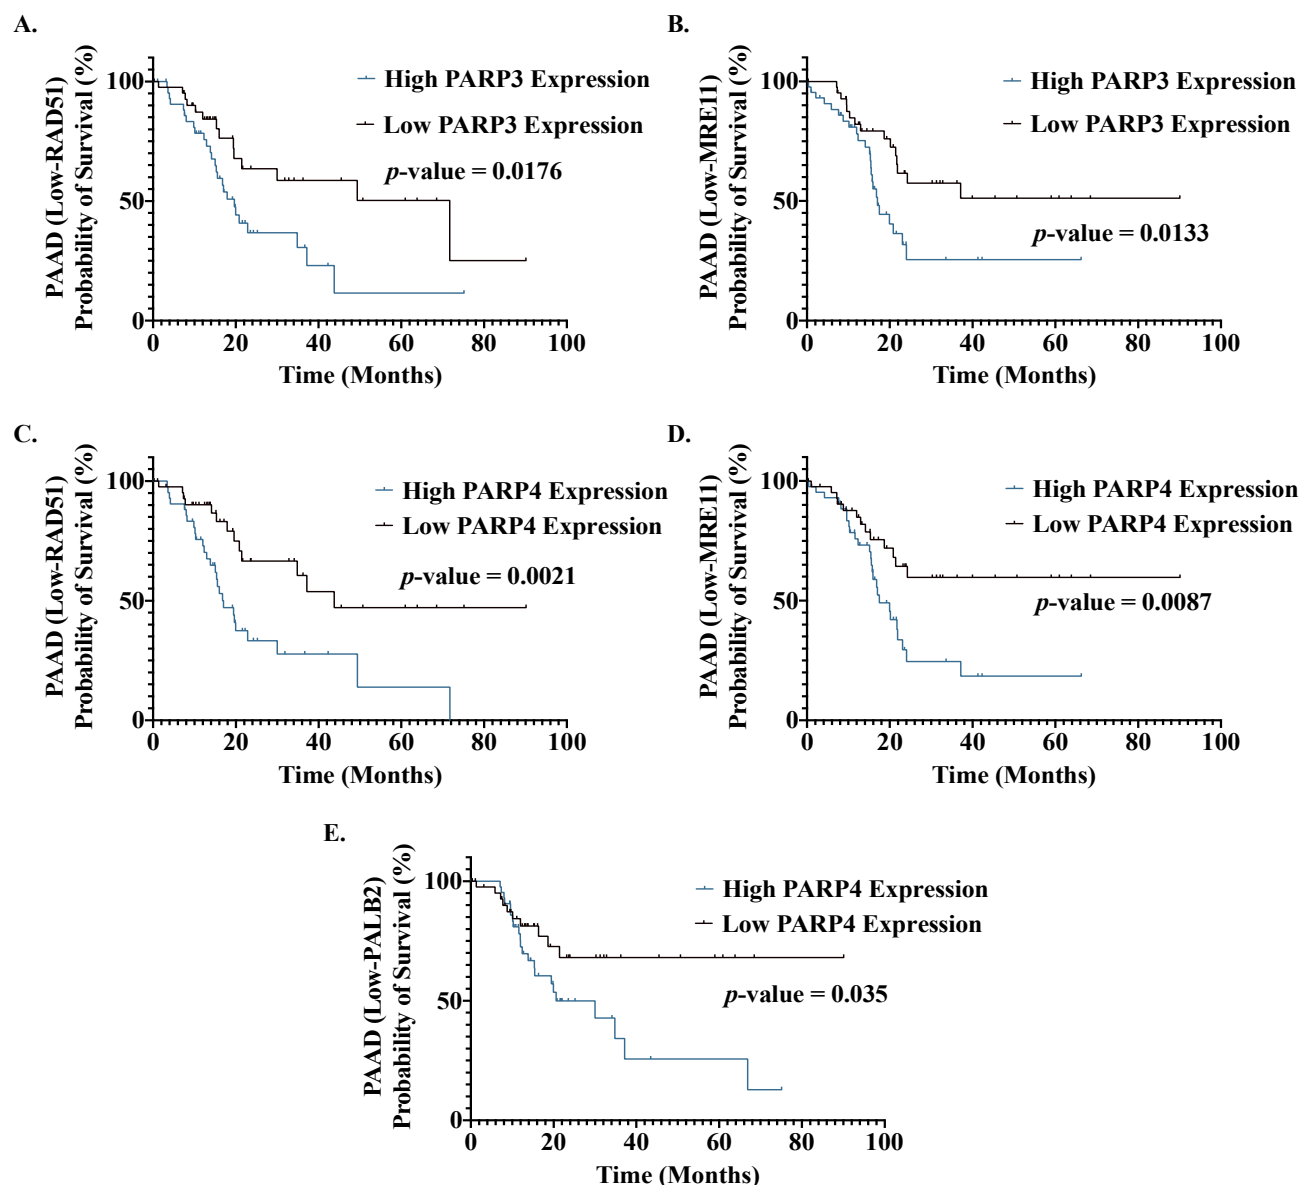 A.
PAAD (Low-RAD51)
Probability of Survival (%)
100
50
0
High PARP3 Expression
Low PARP3 Expression
p-value = 0.0176
0 20 40 60 80 100
Time (Months)
B.
PAAD (Low-MRE11)
Probability of Survival (%)
100
50
0
High PARP3 Expression
Low PARP3 Expression
p-value = 0.0133
0 20 40 60 80 100
Time (Months)
C.
PAAD (Low-RAD51)
Probability of Survival (%)
100
50
0
High PARP4 Expression
Low PARP4 Expression
p-value = 0.0021
0 20 40 60 80 100
Time (Months)
D.
PAAD (Low-MRE11)
Probability of Survival (%)
100
50
0
High PARP4 Expression
Low PARP4 Expression
p-value = 0.0087
0 20 40 60 80 100
Time (Months)
E.
PAAD (Low-PALB2)
Probability of Survival (%)
100
50
0
High PARP4 Expression
Low PARP4 Expression
p-value = 0.035
0 20 40 60 80 100
Time (Months)